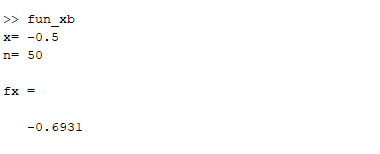 >> fun_xb
x= -0.5
n= 50
fx =
-0.6931